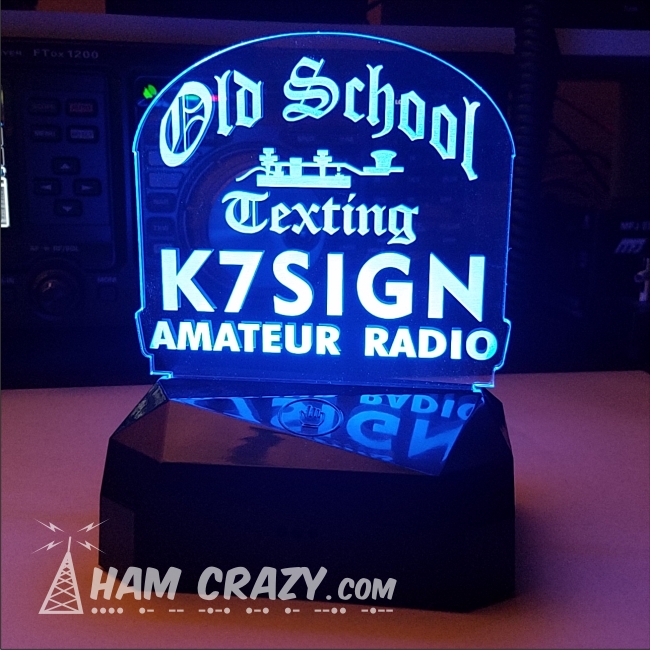 FTDX1200
Old School
Texting
K7SIGN
AMATEUR RADIO
HAM CRAZY.com
•••• •– –– –•–• •–• •– ––•• –•––